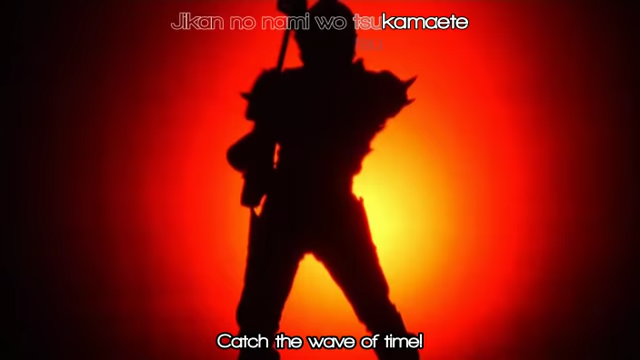 Jikan no nami wo tsukamaete
Catch the wave of time!